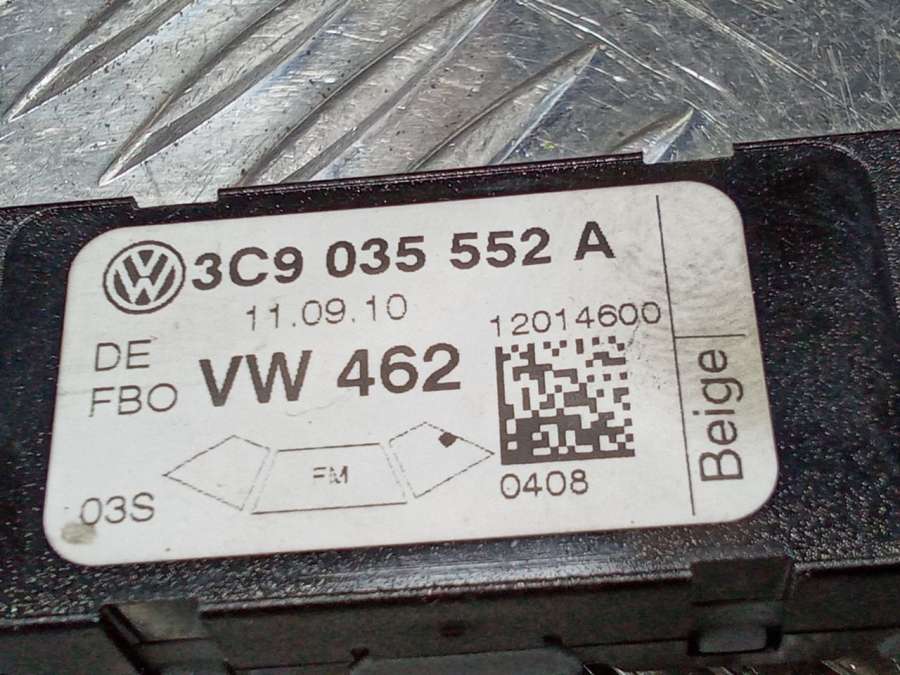 3C9 035 552 A
11.09.10
12014600
DE
FBO
VW 462
Beige
FM
03S
0408